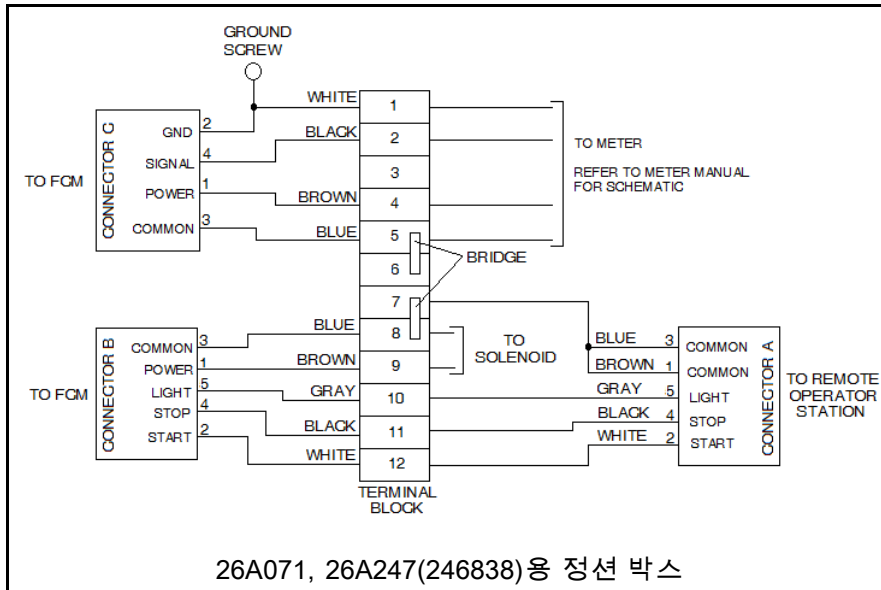 GROUND
SCREW
WHITE
1
GND
2
BLACK
2
SIGNAL
4
3
TO METER
REFER TO METER MANUAL
FOR SCHEMATIC
TO FCM
CONNECTOR C
POWER
1
BROWN
4
COMMON
3
BLUE
5
BRIDGE
6
7
BLUE
8
TO
SOLENOID
BLUE
3
COMMON
CONNECTOR B
COMMON
3
POWER
1
BROWN
9
BROWN
1
COMMON
TO FCM
LIGHT
5
GRAY
10
GRAY
5
LIGHT
TO REMOTE
OPERATOR
STATION
STOP
4
BLACK
11
BLACK
4
STOP
START
2
WHITE
12
WHITE
2
START
CONNECTOR A
TERMINAL
BLOCK
26A071, 26A247(246838)용 정션 박스